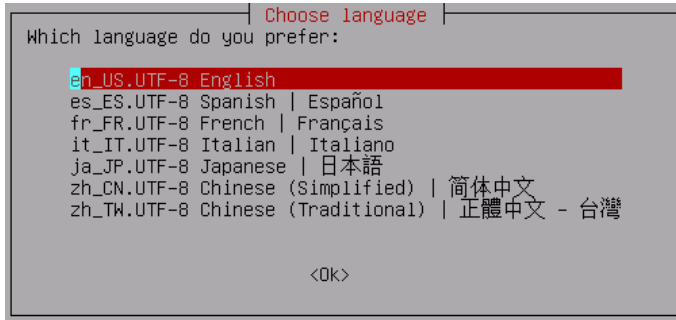 Choose language
Which language do you prefer:
en_US.UTF-8 English
es_ES.UTF-8 Spanish | Español
fr_FR.UTF-8 French | Français
it_IT.UTF-8 Italian | Italiano
ja_JP.UTF-8 Japanese | 日本語
zh_CN.UTF-8 Chinese (Simplified) | 简体中文
zh_TW.UTF-8 Chinese (Traditional) | 正體中文 - 台灣
<Ok>